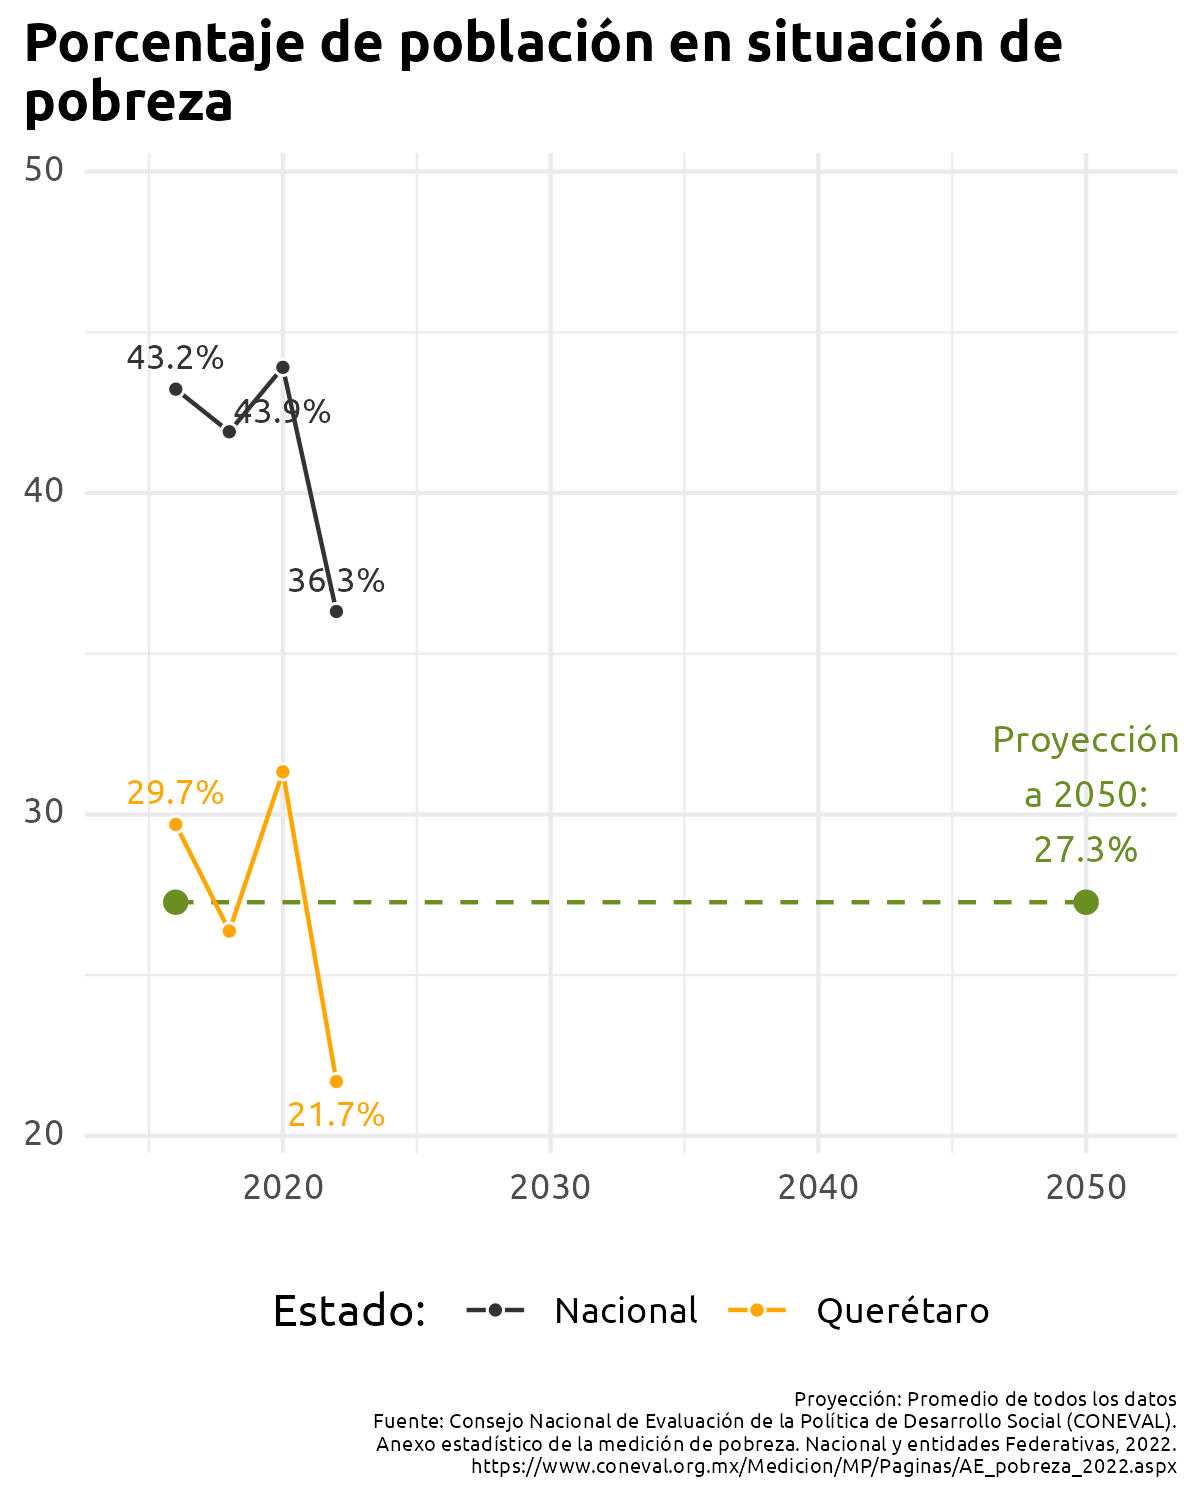 Porcentaje de población en situación de
pobreza
50
43.2%
43.9%
40
36.3%
Proyección
a 2050:
27.3%
29.7%
30
21.7%
20
2020 2030 2040 2050
Estado: Nacional Querétaro
Proyección: Promedio de todos los datos
Fuente: Consejo Nacional de Evaluación de la Política de Desarrollo Social (CONEVAL).
Anexo estadístico de la medición de pobreza. Nacional y entidades Federativas, 2022.
https://www.coneval.org.mx/Medicion/MP/Paginas/AE_pobreza_2022.aspx